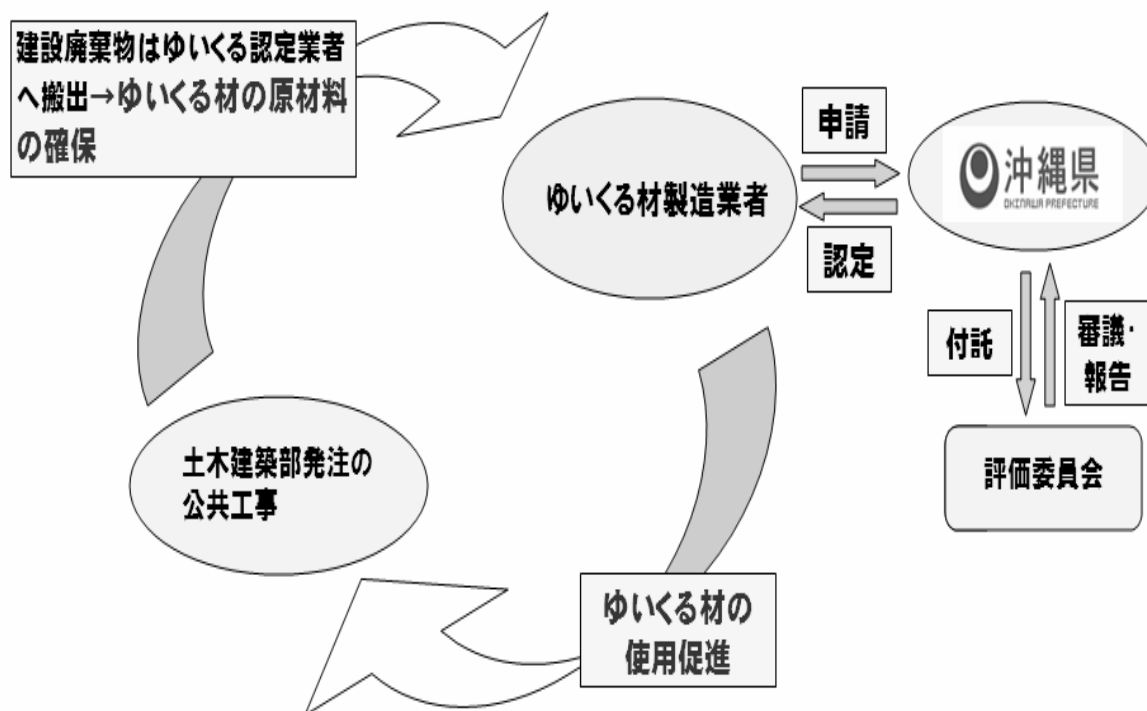 建設廃棄物はゆいくる認定業者
へ搬出→ゆいくる材の原材料
の確保
ゆいくる材製造業者
申請
認定
沖縄県
OKINAWA PREFECTURE
付託
審議・
報告
評価委員会
土木建築部発注の
公共工事
ゆいくる材の
使用促進